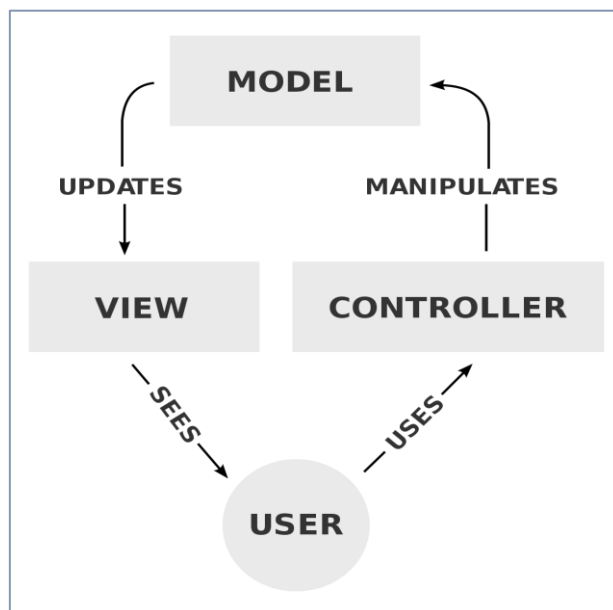 MODEL
UPDATES
MANIPULATES
VIEW
CONTROLLER
SEES
USES
USER